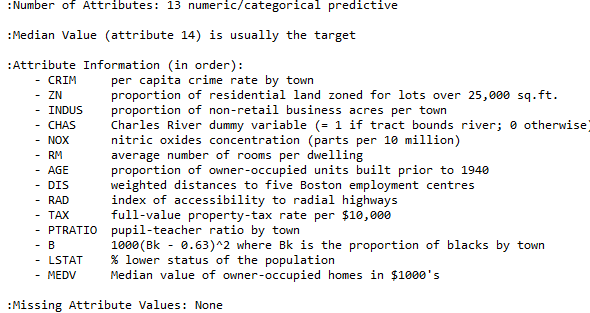 :Number of Attributes: 13 numeric/categorical predictive
:Median Value (attribute 14) is usually the target
:Attribute Information (in order):
- CRIM     per capita crime rate by town
- ZN       proportion of residential land zoned for lots over 25,000 sq.ft.
- INDUS    proportion of non-retail business acres per town
- CHAS     Charles River dummy variable (= 1 if tract bounds river; 0 otherwise)
- NOX      nitric oxides concentration (parts per 10 million)
- RM       average number of rooms per dwelling
- AGE      proportion of owner-occupied units built prior to 1940
- DIS      weighted distances to five Boston employment centres
- RAD      index of accessibility to radial highways
- TAX      full-value property-tax rate per $10,000
- PTRATIO  pupil-teacher ratio by town
- B        1000(Bk - 0.63)^2 where Bk is the proportion of blacks by town
- LSTAT    % lower status of the population
- MEDV     Median value of owner-occupied homes in $1000's
:Missing Attribute Values: None